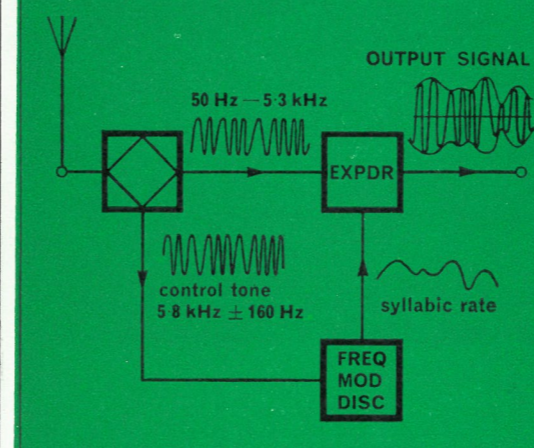 OUTPUT SIGNAL
50 Hz — 5·3 kHz
EXPDR
control tone
5·8 kHz ± 160 Hz
syllabic rate
FREQ
MOD
DISC